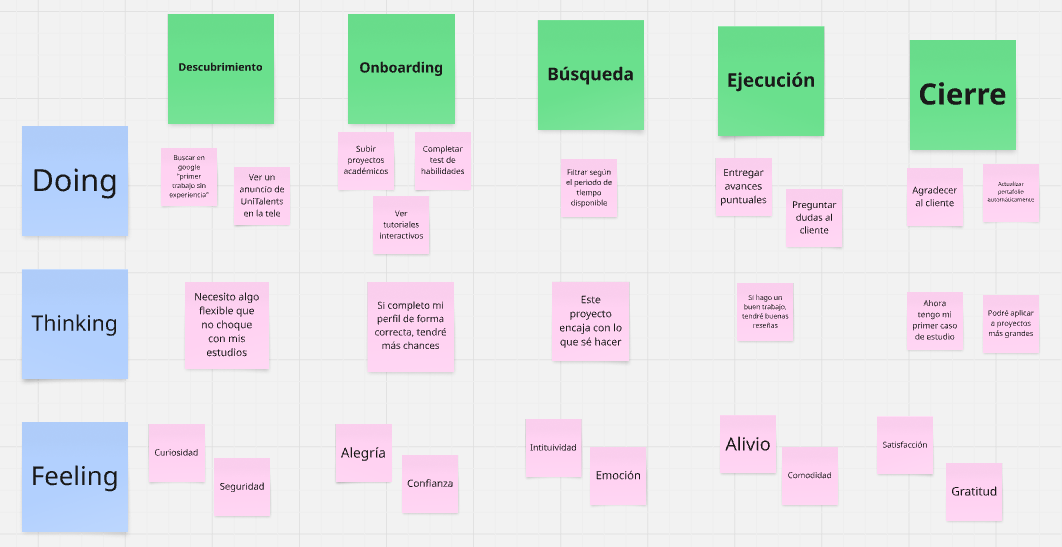 Descubrimiento
Onboarding
Búsqueda
Ejecución
Cierre
Doing
Buscar en
google
"primer
trabajo sin
experiencia"
Ver un
anuncio de
UniTalents
en la tele
Subir
proyectos
académicos
Completar
test de
habilidades
Ver
tutoriales
interactivos
Filtrar según
el periodo de
tiempo
disponible
Entregar
avances
puntuales
Preguntar
dudas al
cliente
Agradecer
al cliente
Actualizar
portafolio
automaticamente
Thinking
Necesito algo
flexible que
no choque
con mis
estudios
Si completo mi
perfil de forma
correcta, tendré
más chances
Este
proyecto
encaja con lo
que sé hacer
Si hago un
buen trabajo,
tendré buenas
reseñas
Ahora
tengo mi
primer caso
de estudio
Podré aplicar
a proyectos
más grandes
Feeling
Curiosidad
Seguridad
Alegría
Confianza
Intituividad
Emoción
Alivio
Comodidad
Satisfacción
Gratitud